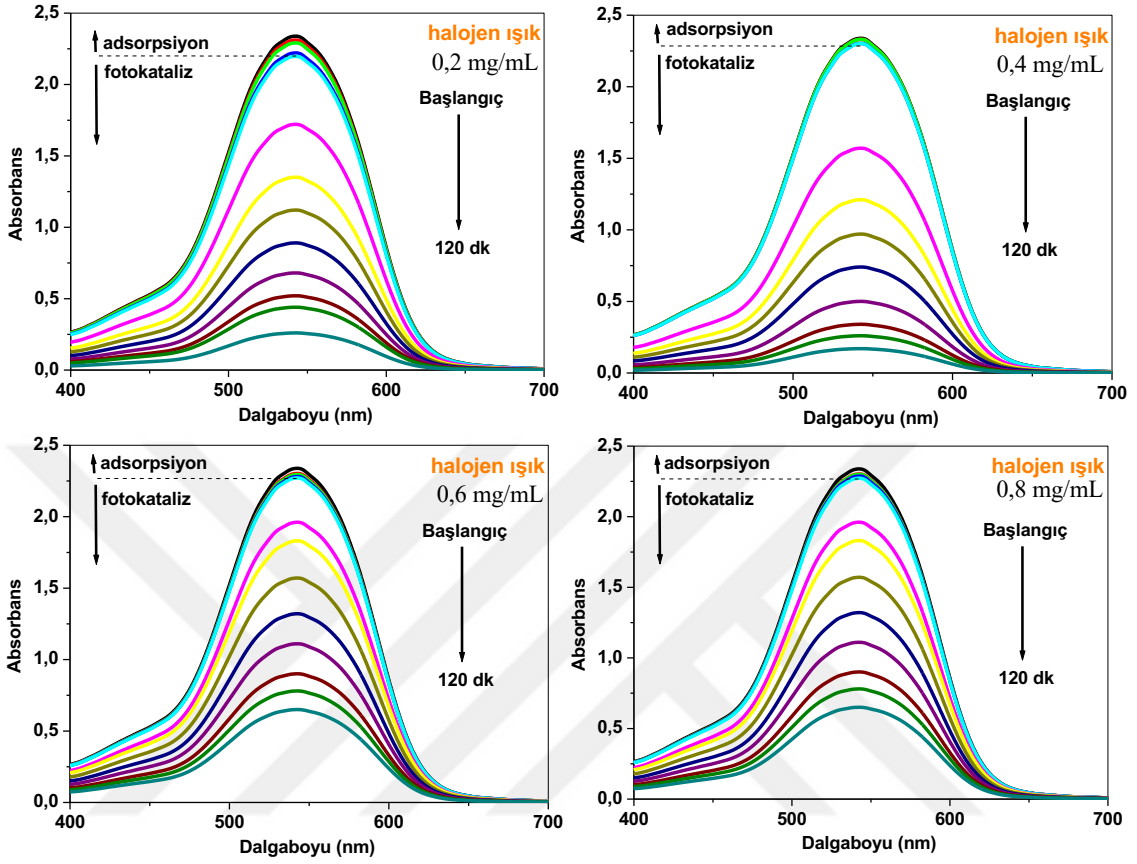 2,5
2,0
1,5
1,0
0,5
0,0
Absorbans
adsorpsiyon
fotokataliz
halojen ışık
0,2 mg/mL
Başlangıç
120 dk
400 500 600 700
Dalgaboyu (nm)
2,5
2,0
1,5
1,0
0,5
0,0
Absorbans
adsorpsiyon
fotokataliz
halojen ışık
0,4 mg/mL
Başlangıç
120 dk
400 500 600 700
Dalgaboyu (nm)
2,5
2,0
1,5
1,0
0,5
0,0
Absorbans
adsorpsiyon
fotokataliz
halojen ışık
0,6 mg/mL
Başlangıç
120 dk
400 500 600 700
Dalgaboyu (nm)
2,5
2,0
1,5
1,0
0,5
0,0
Absorbans
adsorpsiyon
fotokataliz
halojen ışık
0,8 mg/mL
Başlangıç
120 dk
400 500 600 700
Dalgaboyu (nm)